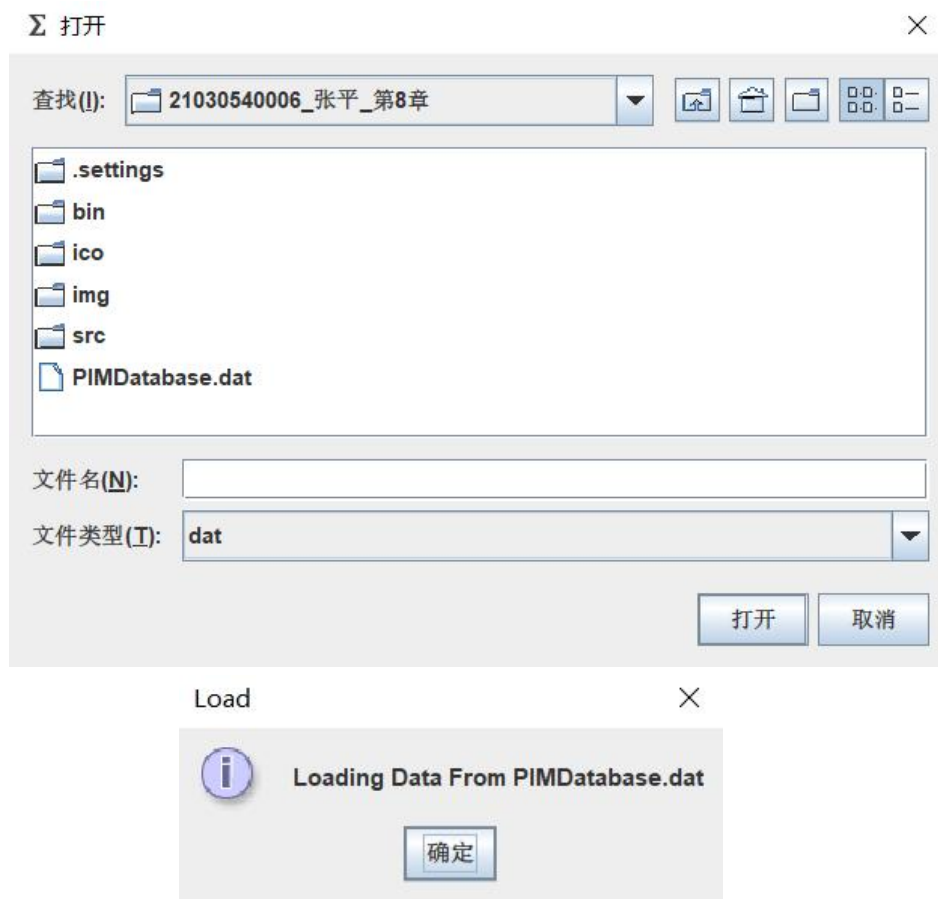 Σ 打开
查找(I): 21030540006_张平_第8章
.settings
bin
ico
img
src
PIMDatabase.dat
文件名(N):
文件类型(T): dat
打开 取消
Load
i Loading Data From PIMDatabase.dat
确定